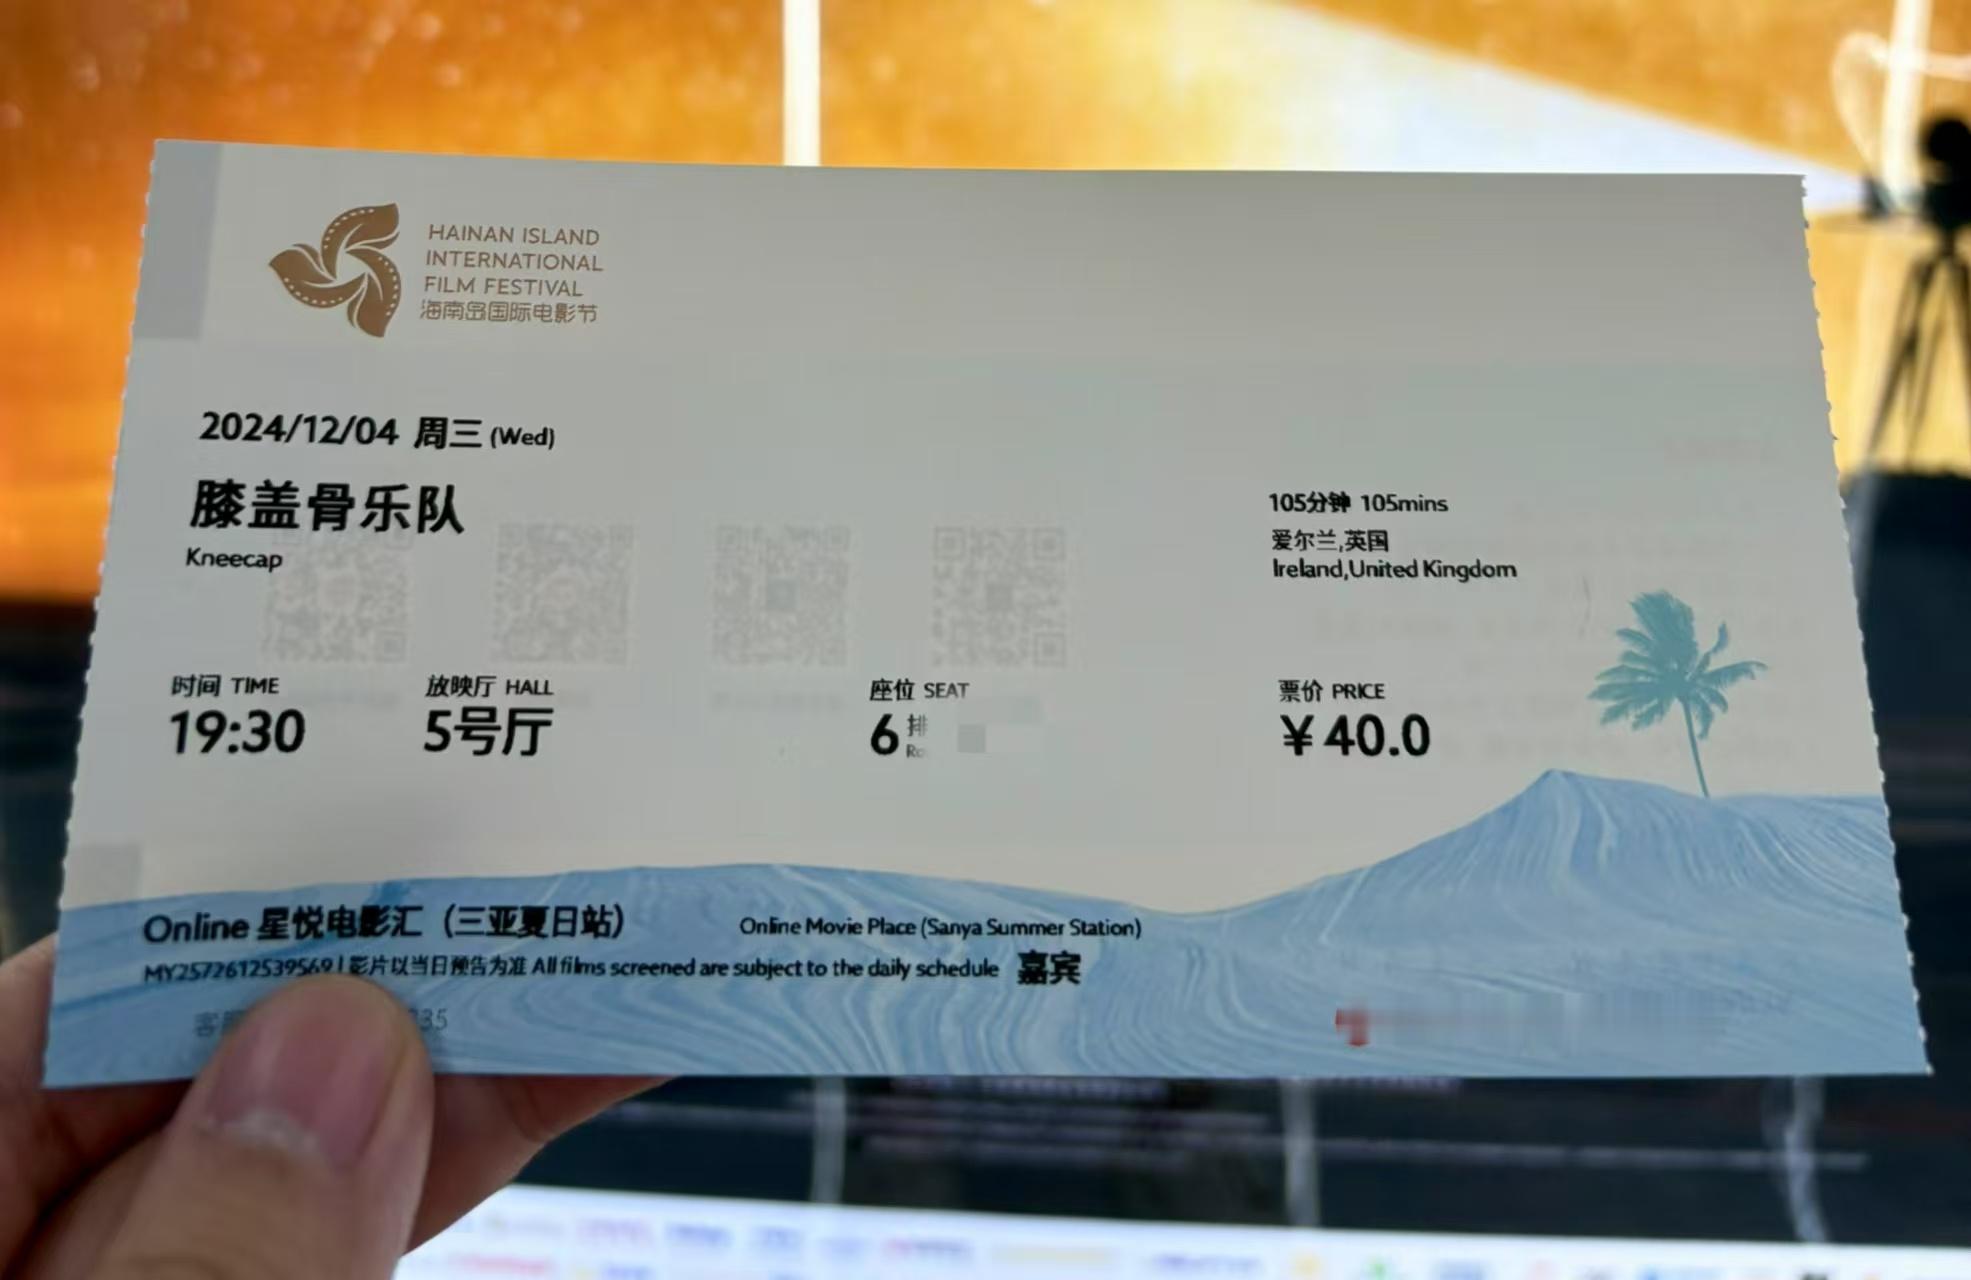 HAINAN ISLAND
INTERNATIONAL
FILM FESTIVAL
海南岛国际电影节
2024/12/04 周三 (Wed)
膝盖骨乐队
Kneecap
105分钟 105mins
爱尔兰,英国
Ireland,United Kingdom
时间 TIME
19:30
放映厅 HALL
5号厅
座位 SEAT
6 排
票价 PRICE
¥40.0
Online 星悦电影汇（三亚夏日站） Online Movie Place (Sanya Summer Station)
MY2572612539569 | 影片以当日预告为准 All films screened are subject to the daily schedule 嘉宾